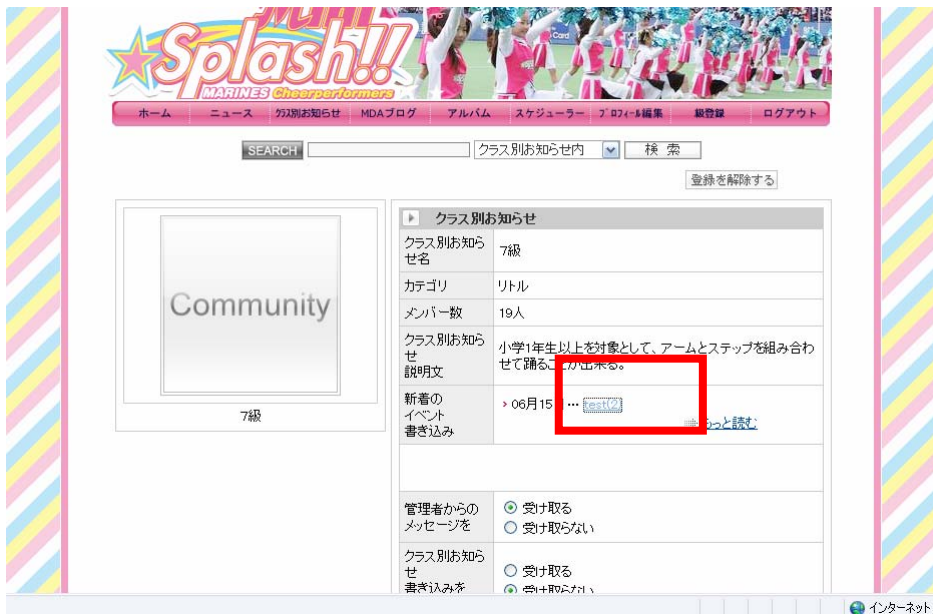 Splash!!
MARINES Cheerperformers
ホーム ニュース クラス別お知らせ MDAブログ アルバム スケジューラー プロフィール編集 級登録 ログアウト
SEARCH クラス別お知らせ内 検 索
登録を解除する
クラス別お知らせ
クラス別お知ら
せ名
7級
カテゴリ
リトル
メンバー数
19人
クラス別お知ら
せ
説明文
小学1年生以上を対象として、アームとステップを組み合わ
せて踊ることが出来る。
新着の
イベント
書き込み
06月15 … test(2)
っと読む
Community
7級
管理者からの
メッセージを
受け取る
受け取らない
クラス別お知ら
せ
書き込みを
受け取る
受け取らない
インターネット